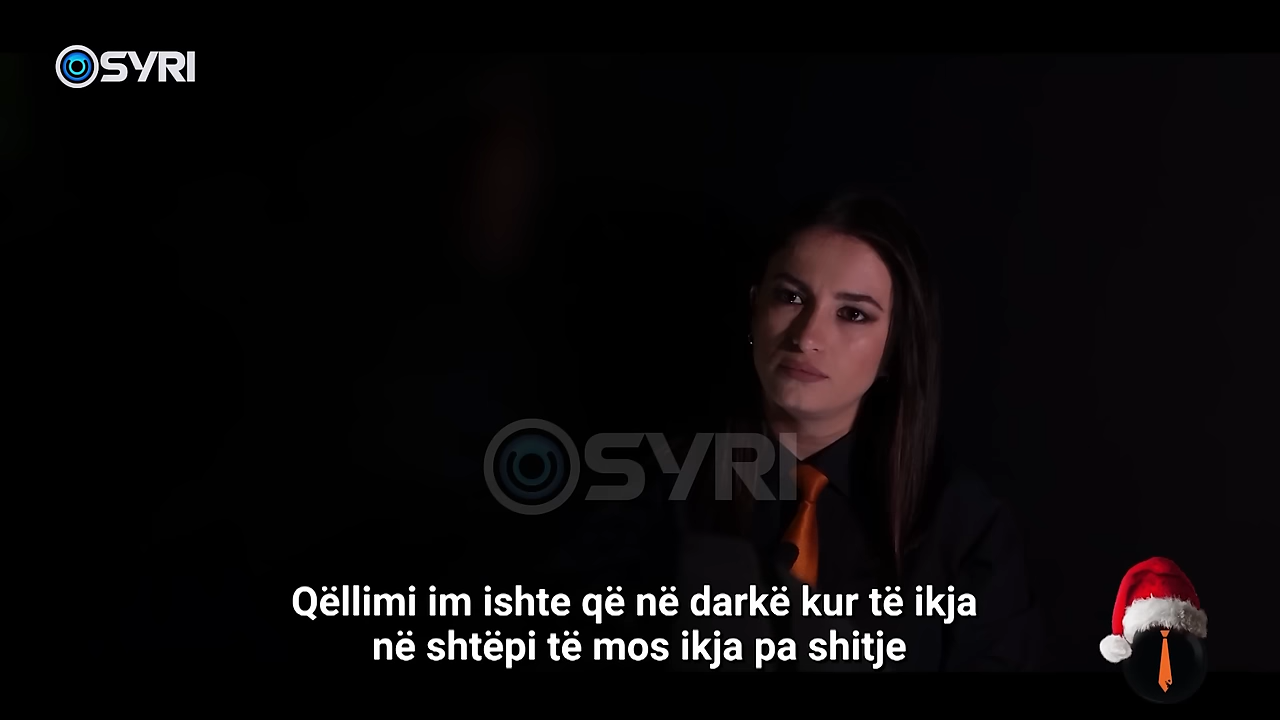 SYRI
SYRI
Qëllimi im ishte që në darkë kur të ikja
në shtëpi të mos ikja pa shitje